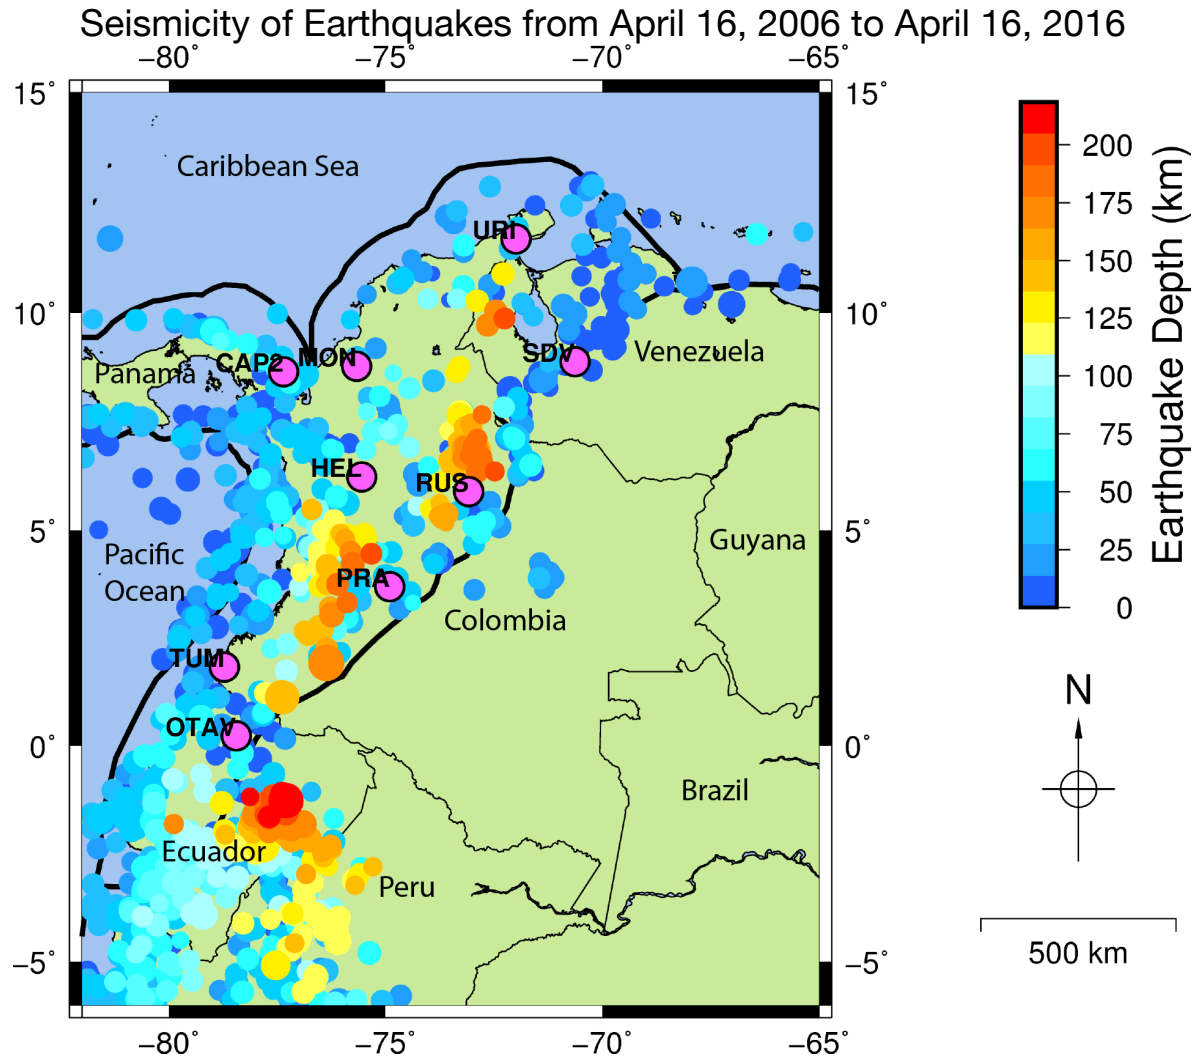 Seismicity of Earthquakes from April 16, 2006 to April 16, 2016
−80° −75° −70° −65°
15° 15°
Caribbean Sea
URI
10° 10°
CAP2 MON SDV Venezuela
Panama
HEL RUS
5° 5°
Pacific
Ocean
Guyana
PRA
Colombia
TUM
OTAV
0° 0°
Brazil
Ecuador
Peru
−5° −5°
−80° −75° −70° −65°
200
175
150
125
100
75
50
25
0
Earthquake Depth (km)
N
500 km